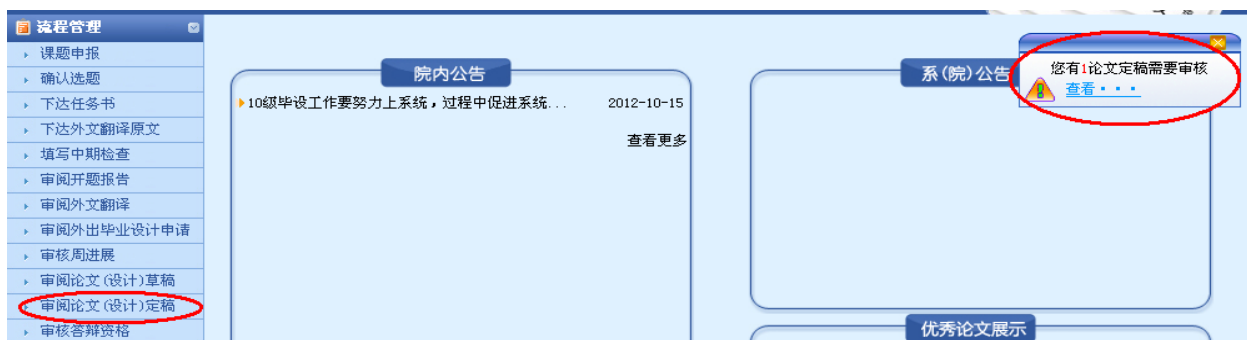 流程管理
课题申报
确认选题
下达任务书
下达外文翻译原文
填写中期检查
审阅开题报告
审阅外文翻译
审阅外出毕业设计申请
审核周进展
审阅论文(设计)草稿
审阅论文(设计)定稿
审核答辩资格
院内公告
10级毕设工作要努力上系统，过程中促进系统... 2012-10-15
查看更多
系(院)公告
您有1论文定稿需要审核
查看···
优秀论文展示